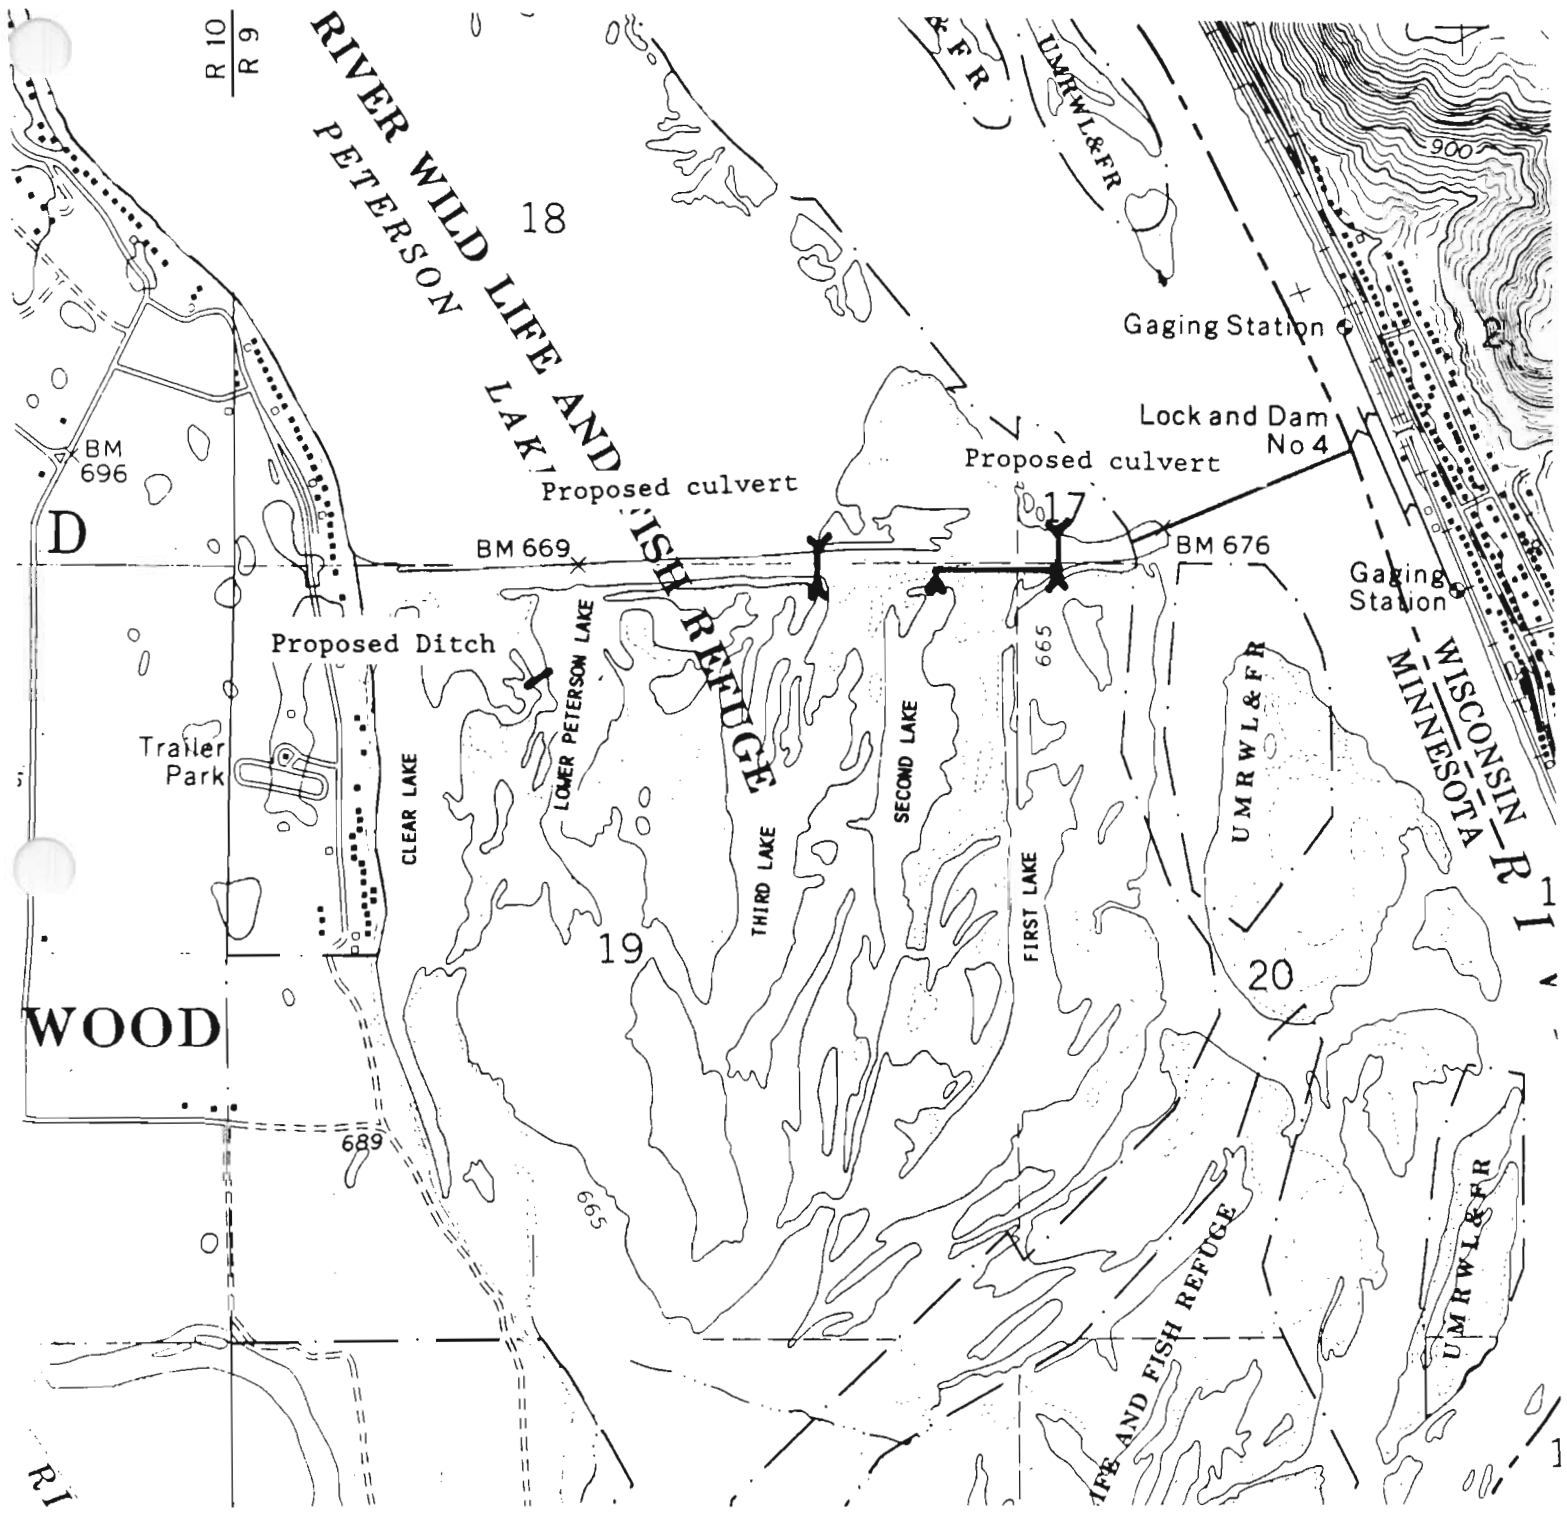 R 10
R 9
RIVER WILD LIFE AND FISH REFUGE
PETERSON
18
& F R
UMRWL&FR
900
Gaging Station
Lock and Dam
No 4
BM
696
Proposed culvert
Proposed culvert
17
D
BM 669
BM 676
Gaging
Station
Proposed Ditch
665
LOWER PETERSON LAKE
UMRWL&FR
WISCONSIN
MINNESOTA
Trailer
Park
CLEAR LAKE
SECOND LAKE
THIRD LAKE
FIRST LAKE
19
20
WOOD
689
665
UMRWL&FR
IFE AND FISH REFUGE
RI